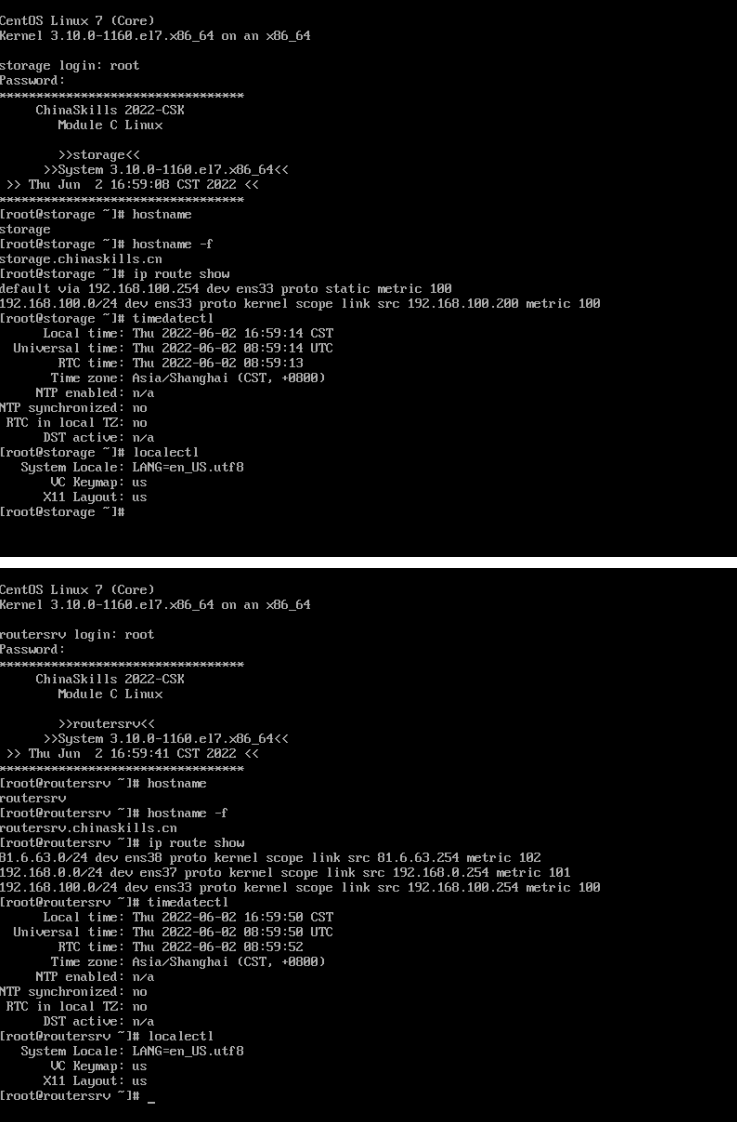 CentOS Linux 7 (Core)
Kernel 3.10.0-1160.el7.x86_64 on an x86_64
storage login: root
Password:
*********************************
ChinaSkills 2022-CSK
Module C Linux
>>storage<<
>>System 3.10.0-1160.el7.x86_64<<
>> Thu Jun  2 16:59:08 CST 2022 <<
*********************************
[root@storage ~]# hostname
storage
[root@storage ~]# hostname -f
storage.chinaskills.cn
[root@storage ~]# ip route show
default via 192.168.100.254 dev ens33 proto static metric 100
192.168.100.0/24 dev ens33 proto kernel scope link src 192.168.100.200 metric 100
[root@storage ~]# timedatectl
Local time: Thu 2022-06-02 16:59:14 CST
Universal time: Thu 2022-06-02 08:59:14 UTC
RTC time: Thu 2022-06-02 08:59:13
Time zone: Asia/Shanghai (CST, +0800)
NTP enabled: n/a
NTP synchronized: no
RTC in local TZ: no
DST active: n/a
[root@storage ~]# localectl
System Locale: LANG=en_US.utf8
VC Keymap: us
X11 Layout: us
[root@storage ~]#
CentOS Linux 7 (Core)
Kernel 3.10.0-1160.el7.x86_64 on an x86_64
routersrv login: root
Password:
*********************************
ChinaSkills 2022-CSK
Module C Linux
>>routersrv<<
>>System 3.10.0-1160.el7.x86_64<<
>> Thu Jun  2 16:59:41 CST 2022 <<
*********************************
[root@routersrv ~]# hostname
routersrv
[root@routersrv ~]# hostname -f
routersrv.chinaskills.cn
[root@routersrv ~]# ip route show
81.6.63.0/24 dev ens38 proto kernel scope link src 81.6.63.254 metric 102
192.168.0.0/24 dev ens37 proto kernel scope link src 192.168.0.254 metric 101
192.168.100.0/24 dev ens33 proto kernel scope link src 192.168.100.254 metric 100
[root@routersrv ~]# timedatectl
Local time: Thu 2022-06-02 16:59:50 CST
Universal time: Thu 2022-06-02 08:59:50 UTC
RTC time: Thu 2022-06-02 08:59:52
Time zone: Asia/Shanghai (CST, +0800)
NTP enabled: n/a
NTP synchronized: no
RTC in local TZ: no
DST active: n/a
[root@routersrv ~]# localectl
System Locale: LANG=en_US.utf8
VC Keymap: us
X11 Layout: us
[root@routersrv ~]# _